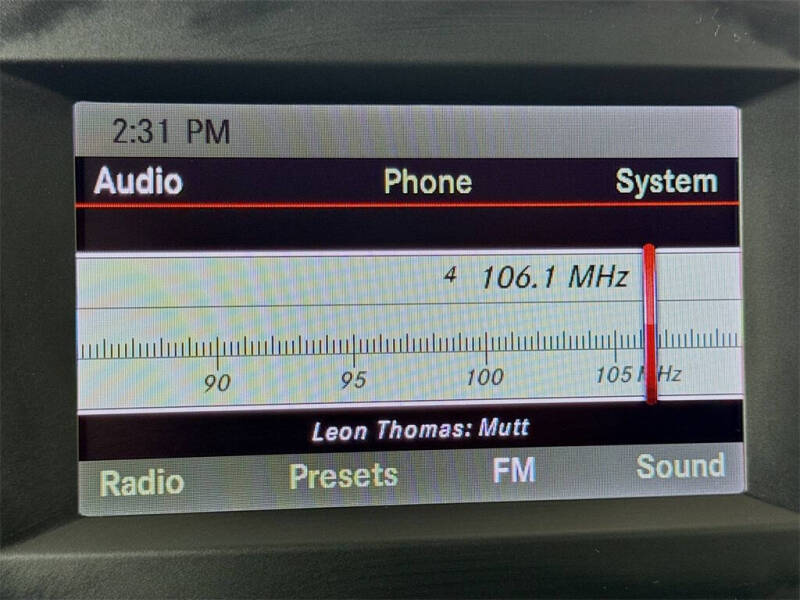 2:31 PM
Audio Phone System
4 106.1 MHz
90 95 100 105 MHz
Leon Thomas: Mutt
Radio Presets FM Sound